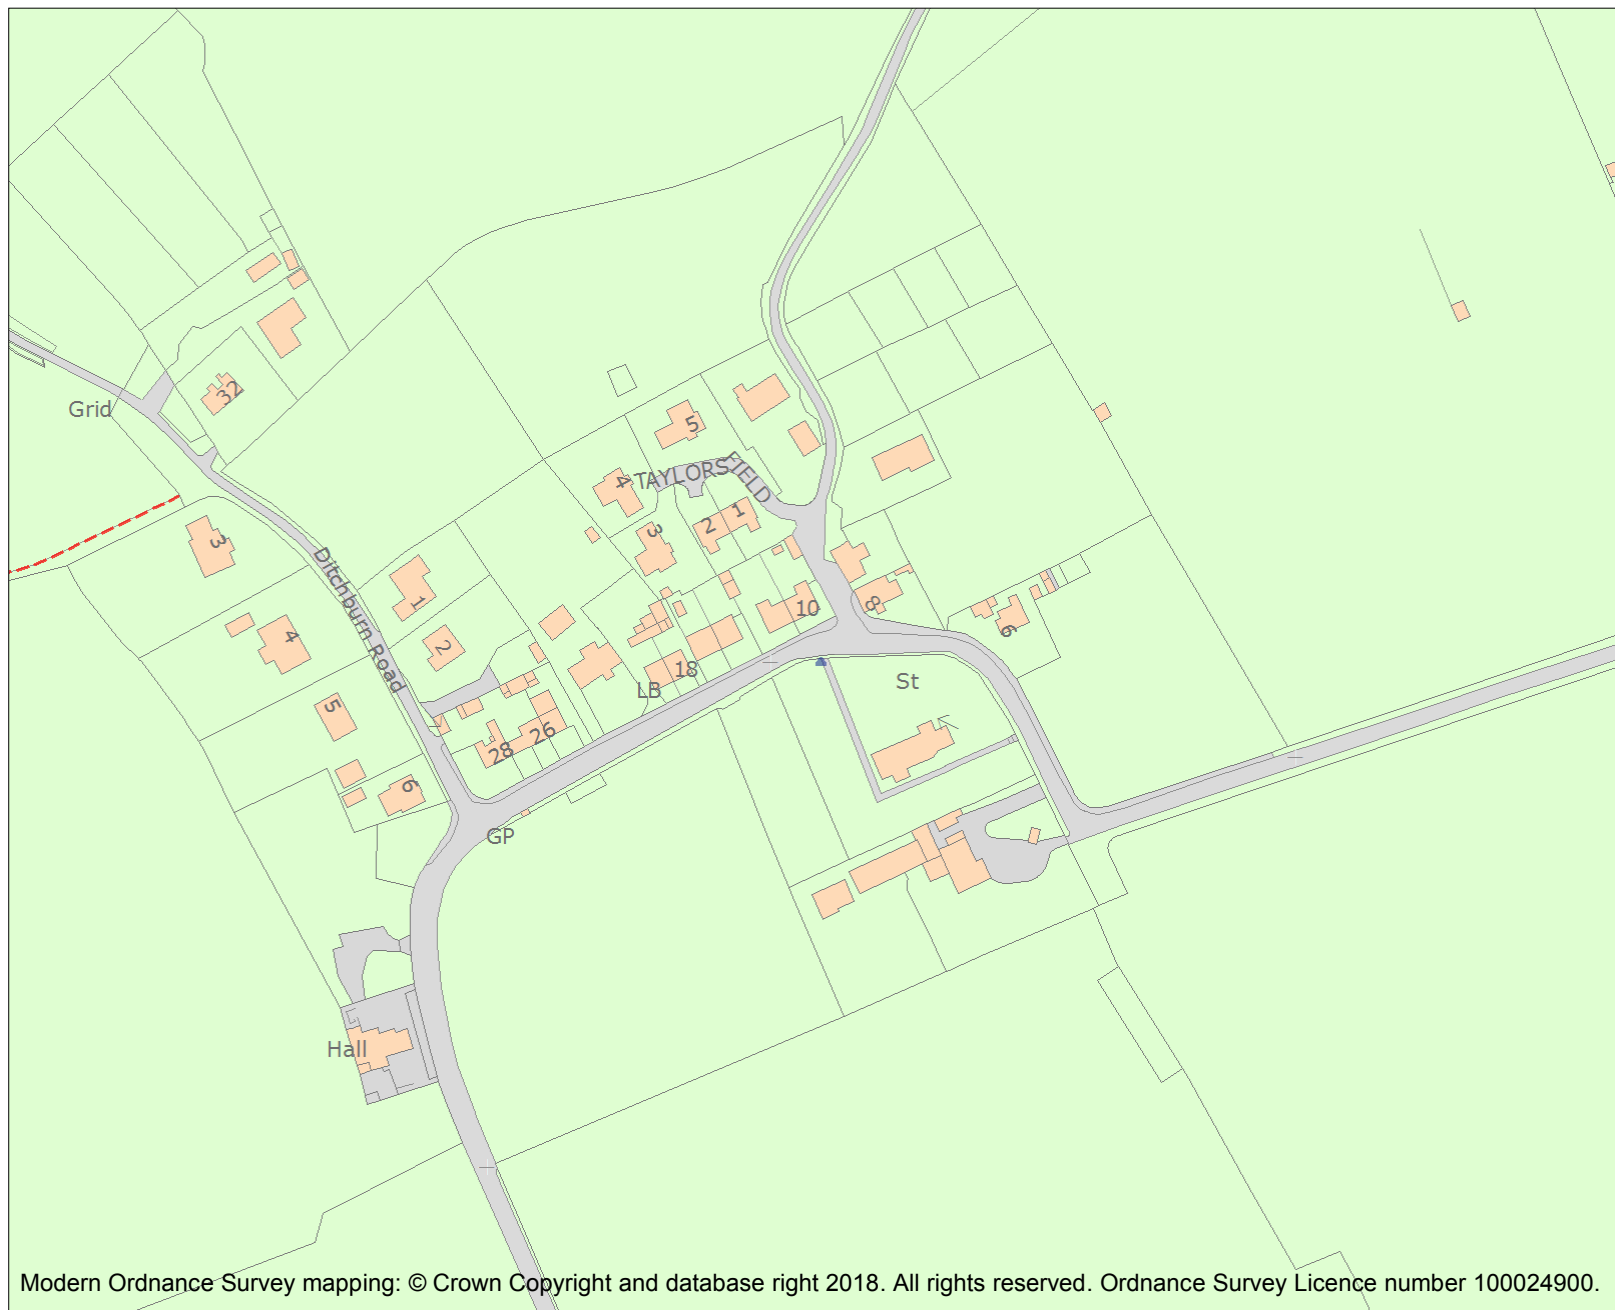 32
Grid
5
TAYLORS FIELD
4
3
2
1
3
Ditchburn Road
1
10
8
6
4
2
18
LB
St
5
28
26
6
GP
Hall
Modern Ordnance Survey mapping: © Crown Copyright and database right 2018. All rights reserved. Ordnance Survey Licence number 100024900.